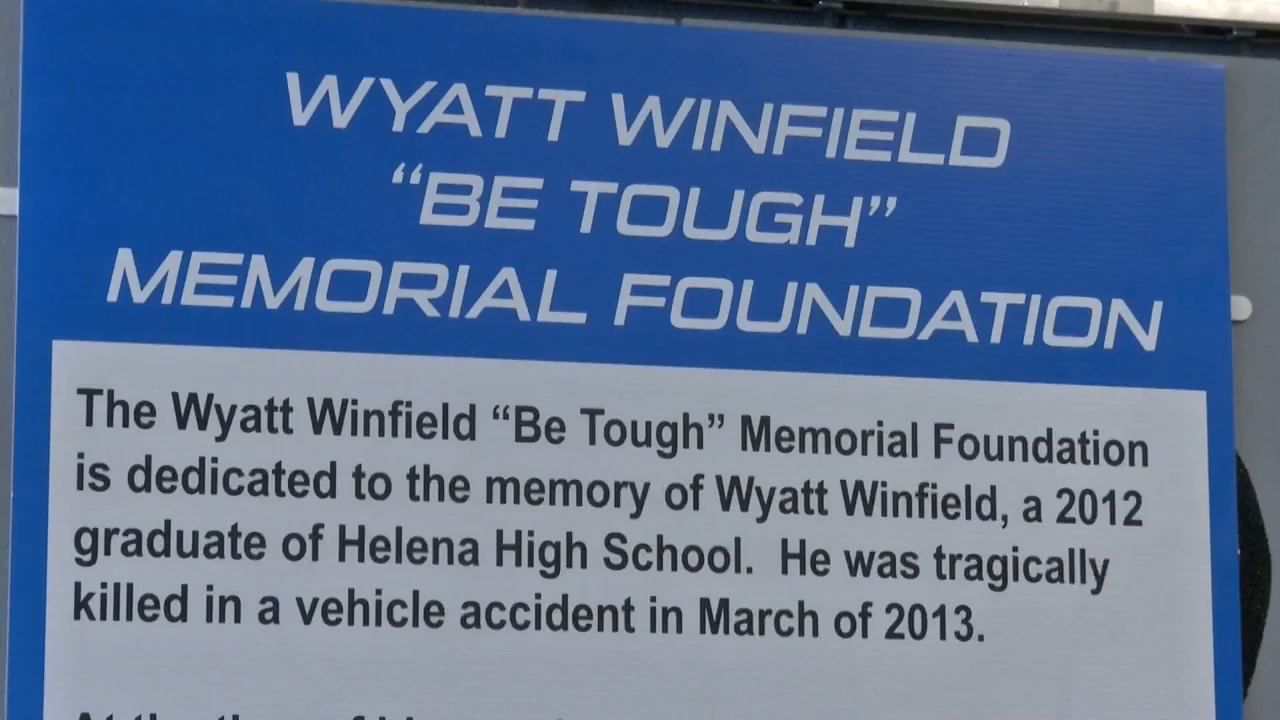 WYATT WINFIELD
“BE TOUGH”
MEMORIAL FOUNDATION
The Wyatt Winfield “Be Tough” Memorial Foundation
is dedicated to the memory of Wyatt Winfield, a 2012
graduate of Helena High School.  He was tragically
killed in a vehicle accident in March of 2013.